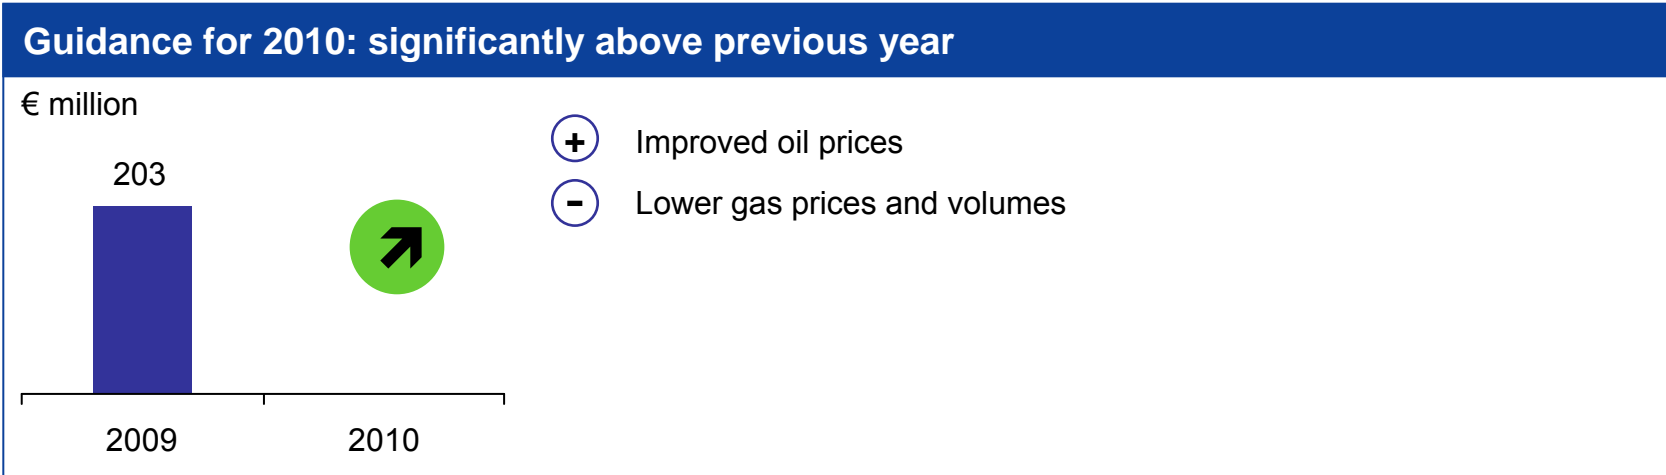 Guidance for 2010: significantly above previous year
€ million
203
2009
2010
+ Improved oil prices
- Lower gas prices and volumes